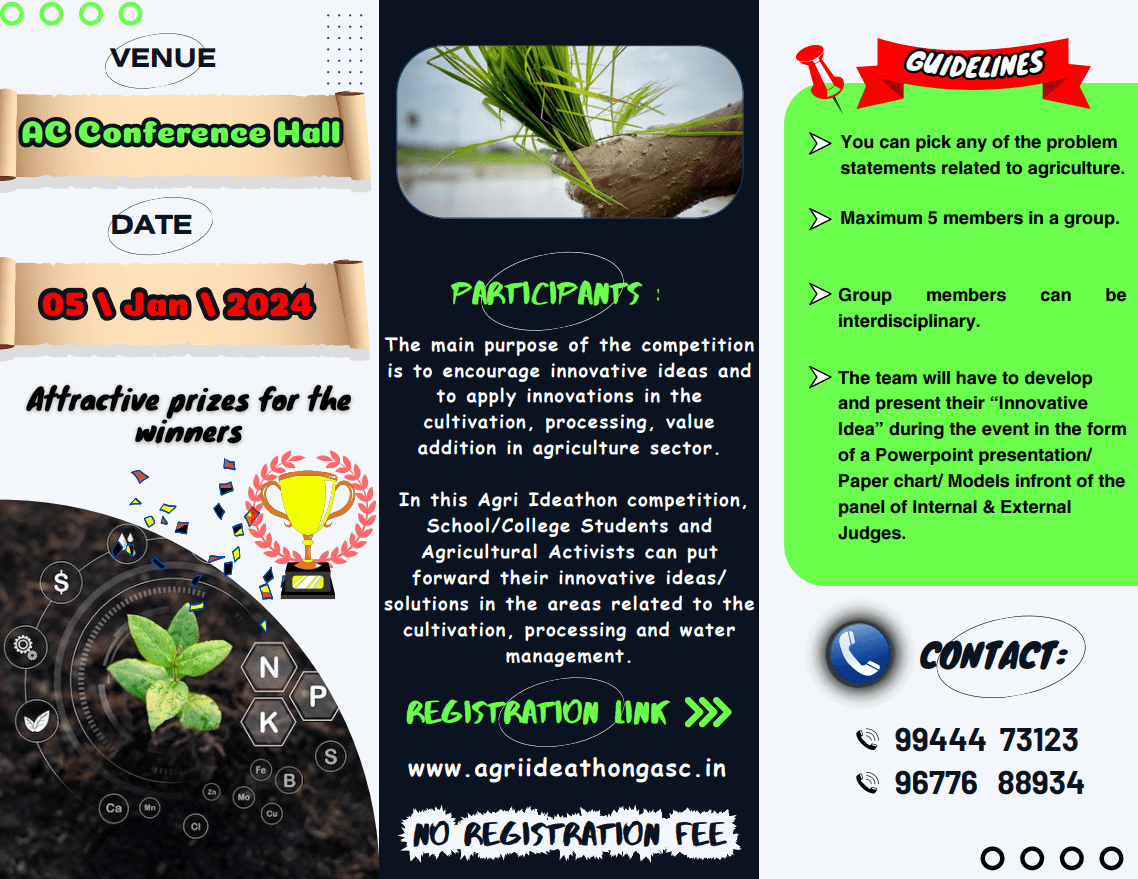 VENUE
AC Conference Hall
DATE
05 \ Jan \ 2024
Attractive prizes for the
winners
$
N
P
K
S
Fe
B
Zn
Mo
Ca
Mn
Cu
Cl
PARTICIPANTS :
The main purpose of the competition
is to encourage innovative ideas and
to apply innovations in the
cultivation, processing, value
addition in agriculture sector.
In this Agri Ideathon competition,
School/College Students and
Agricultural Activists can put
forward their innovative ideas/
solutions in the areas related to the
cultivation, processing and water
management.
REGISTRATION LINK
www.agriideathongasc.in
NO REGISTRATION FEE
GUIDELINES
You can pick any of the problem
statements related to agriculture.
Maximum 5 members in a group.
Group members can be
interdisciplinary.
The team will have to develop
and present their “Innovative
Idea” during the event in the form
of a Powerpoint presentation/
Paper chart/ Models infront of the
panel of Internal & External
Judges.
CONTACT:
99444 73123
96776 88934